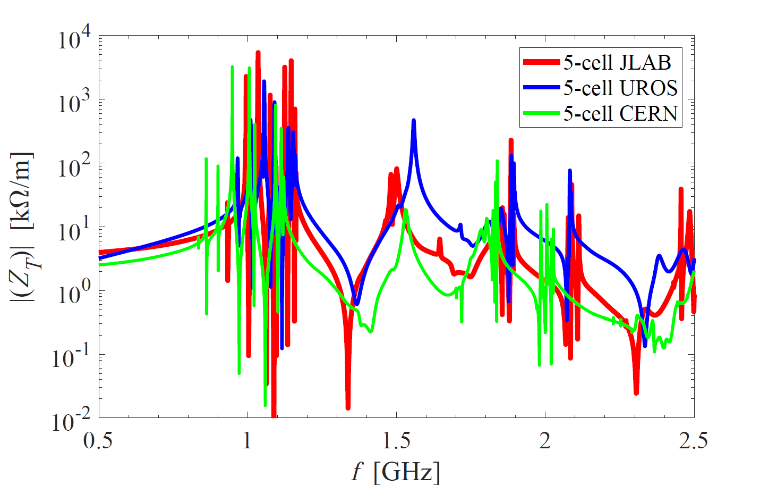 10^4
10^3
10^2
10^1
10^0
10^-1
10^-2
|(Z_T)| [kΩ/m]
5-cell JLAB
5-cell UROS
5-cell CERN
0.5 1 1.5 2 2.5
f [GHz]